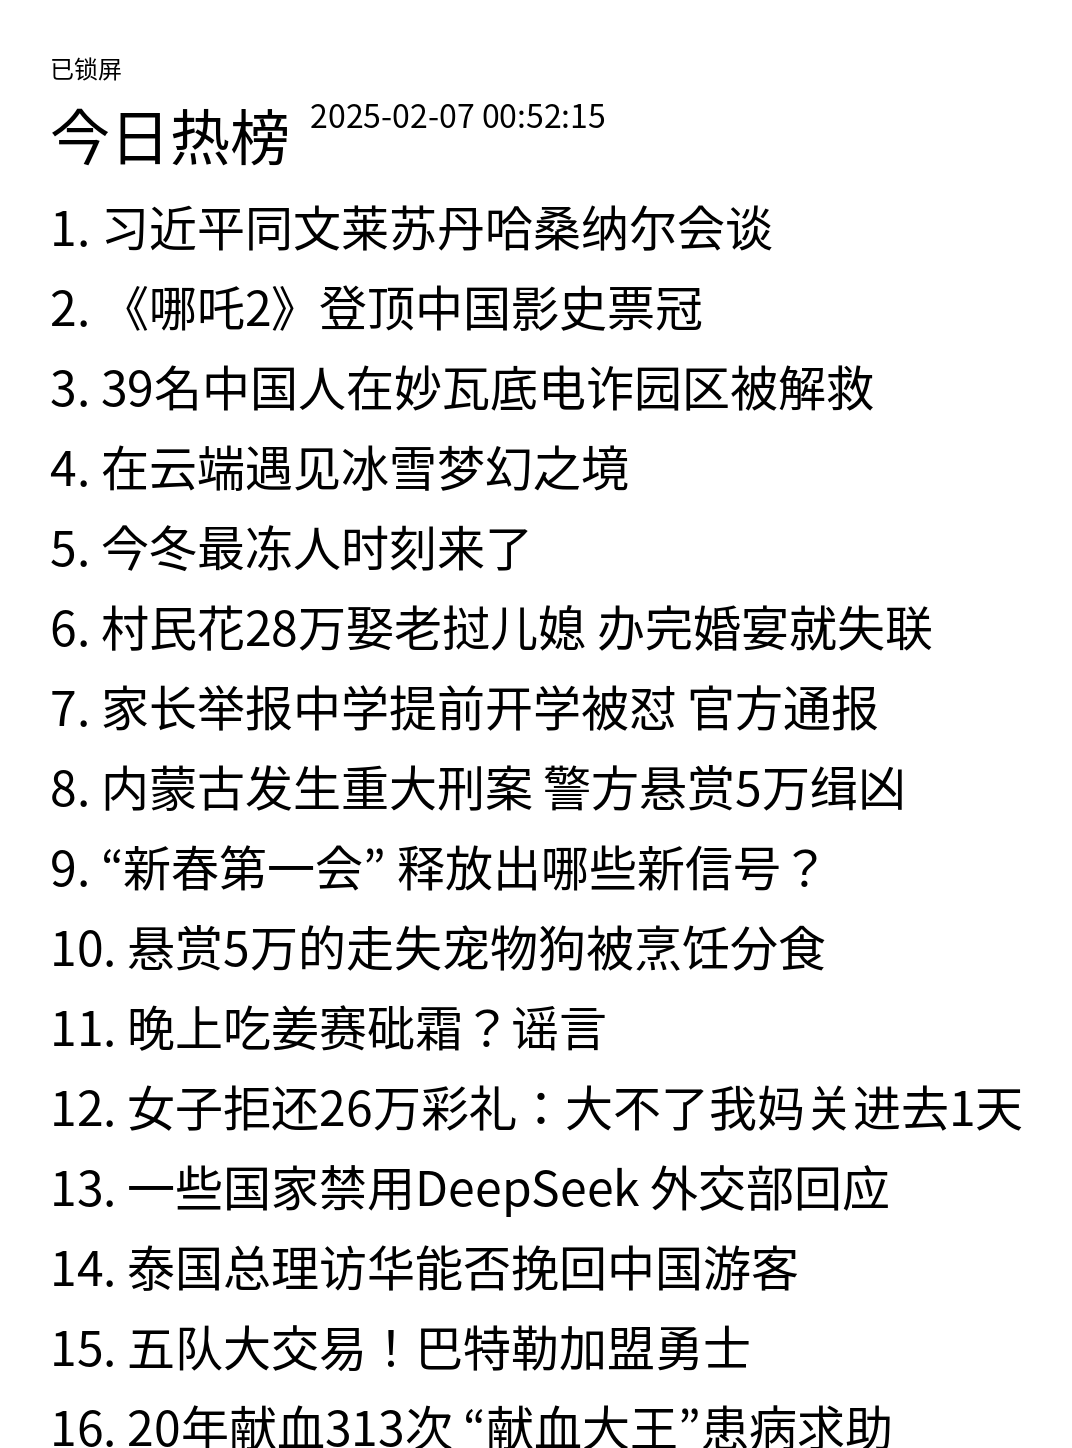 已锁屏
今日热榜 2025-02-07 00:52:15
1. 习近平同文莱苏丹哈桑纳尔会谈
2. 《哪吒2》登顶中国影史票冠
3. 39名中国人在妙瓦底电诈园区被解救
4. 在云端遇见冰雪梦幻之境
5. 今冬最冻人时刻来了
6. 村民花28万娶老挝儿媳 办完婚宴就失联
7. 家长举报中学提前开学被怼 官方通报
8. 内蒙古发生重大刑案 警方悬赏5万缉凶
9. “新春第一会” 释放出哪些新信号？
10. 悬赏5万的走失宠物狗被烹饪分食
11. 晚上吃姜赛砒霜？谣言
12. 女子拒还26万彩礼：大不了我妈关进去1天
13. 一些国家禁用DeepSeek 外交部回应
14. 泰国总理访华能否挽回中国游客
15. 五队大交易！巴特勒加盟勇士
16. 20年献血313次 “献血大王”患病求助